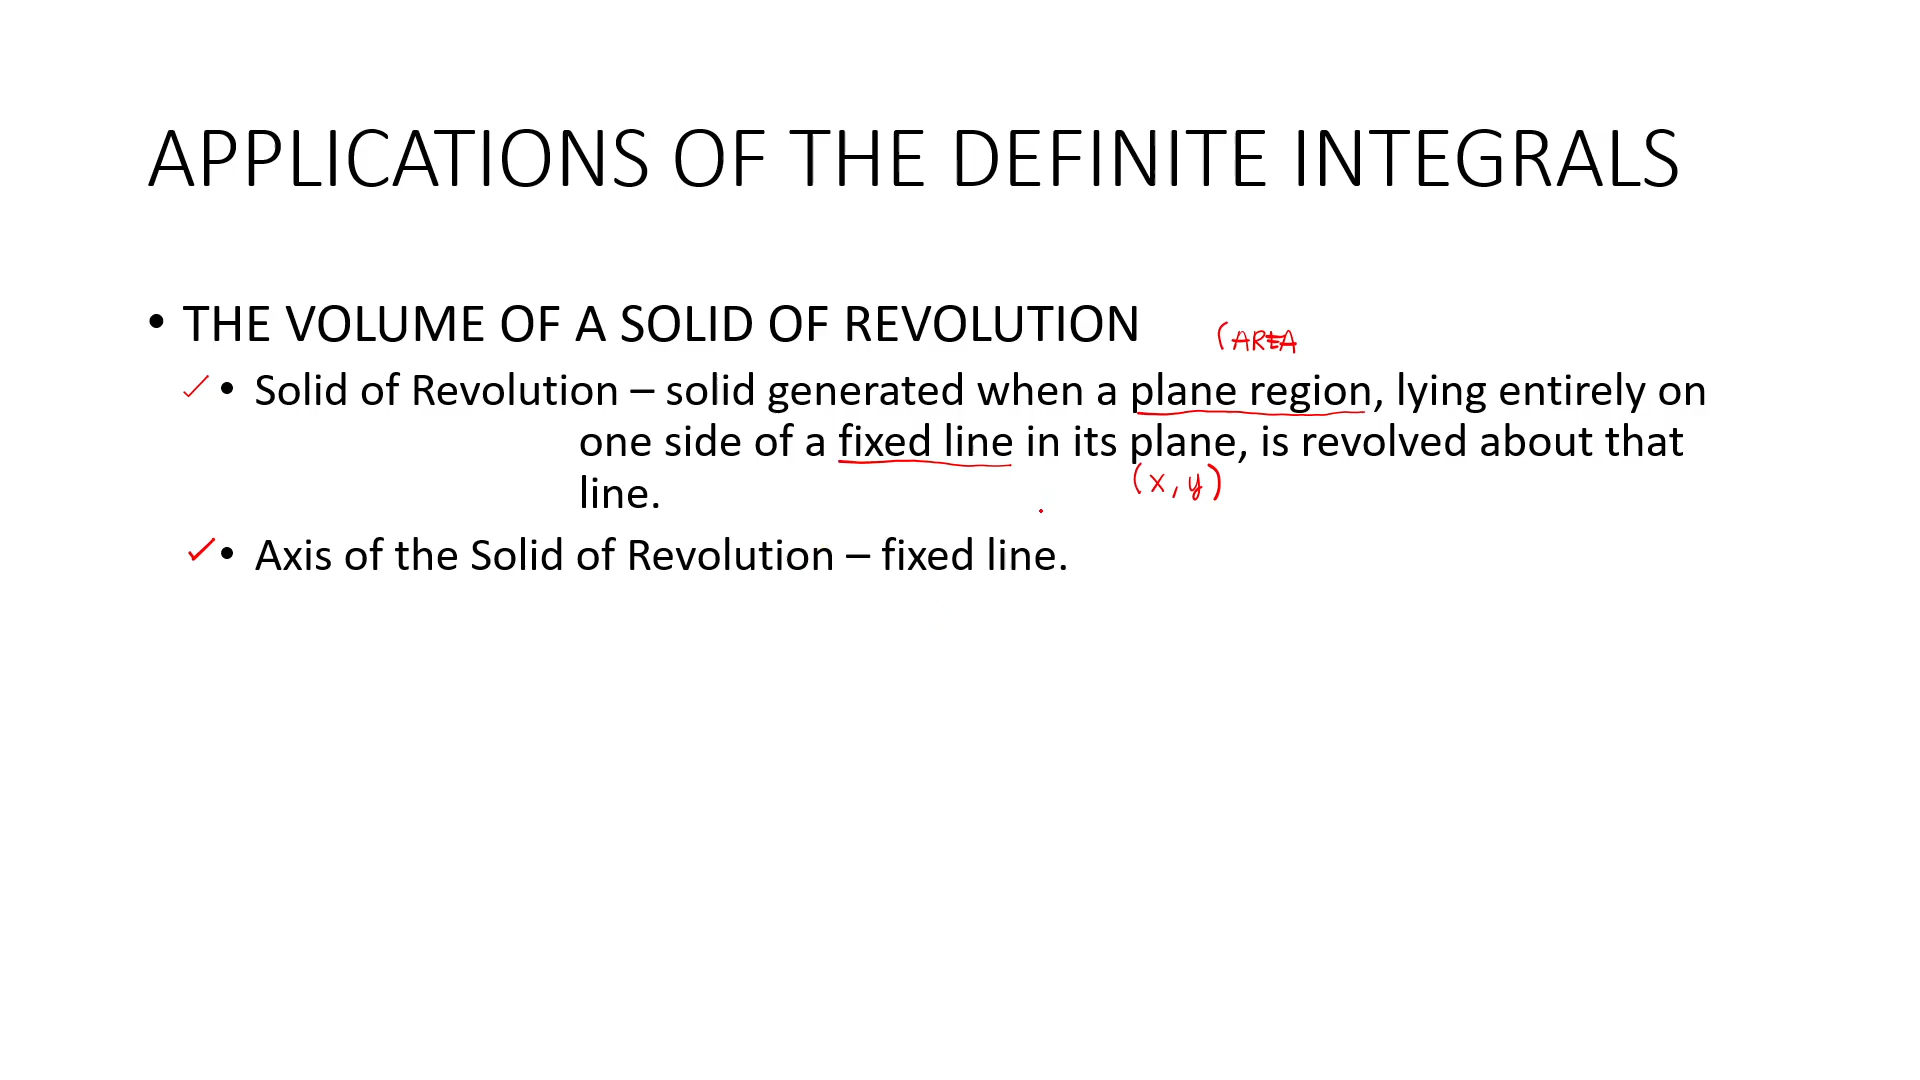 APPLICATIONS OF THE DEFINITE INTEGRALS
• THE VOLUME OF A SOLID OF REVOLUTION
(AREA
• Solid of Revolution – solid generated when a plane region, lying entirely on
one side of a fixed line in its plane, is revolved about that
(x, y)
line.
• Axis of the Solid of Revolution – fixed line.